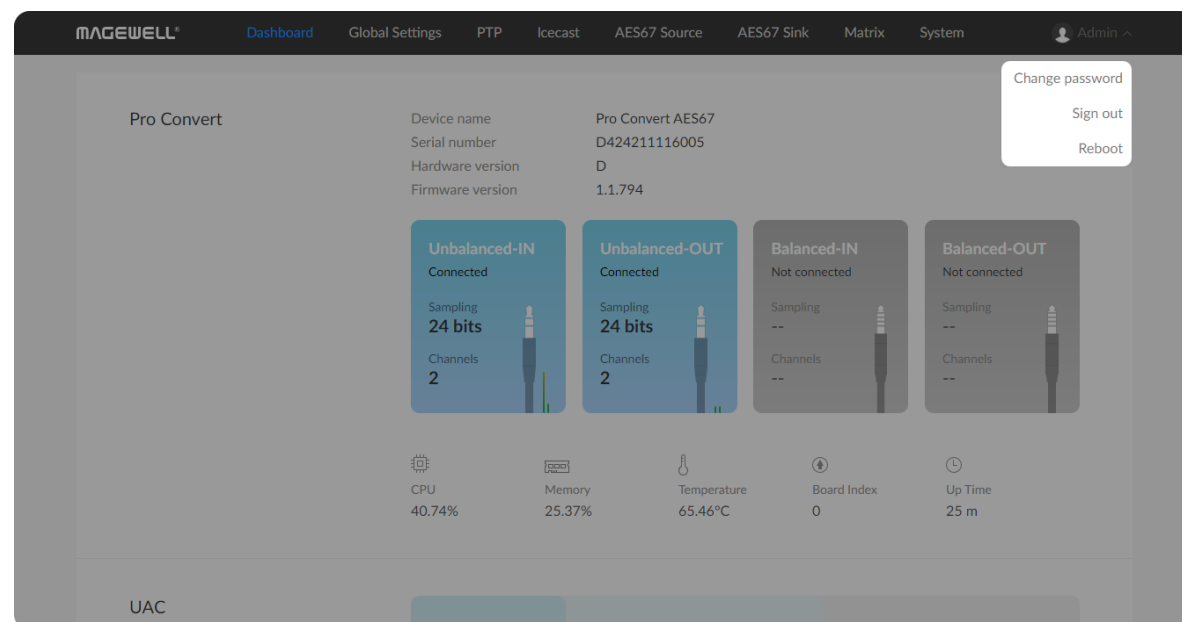 MAGEWELL®
Dashboard Global Settings PTP Icecast AES67 Source AES67 Sink Matrix System Admin
Change password
Sign out
Reboot
Pro Convert
Device name Pro Convert AES67
Serial number D424211116005
Hardware version D
Firmware version 1.1.794
Unbalanced-IN Unbalanced-OUT Balanced-IN Balanced-OUT
Connected Connected Not connected Not connected
Sampling Sampling Sampling Sampling
24 bits 24 bits -- --
Channels Channels Channels Channels
2 2 -- --
CPU Memory Temperature Board Index Up Time
40.74% 25.37% 65.46°C 0 25 m
UAC